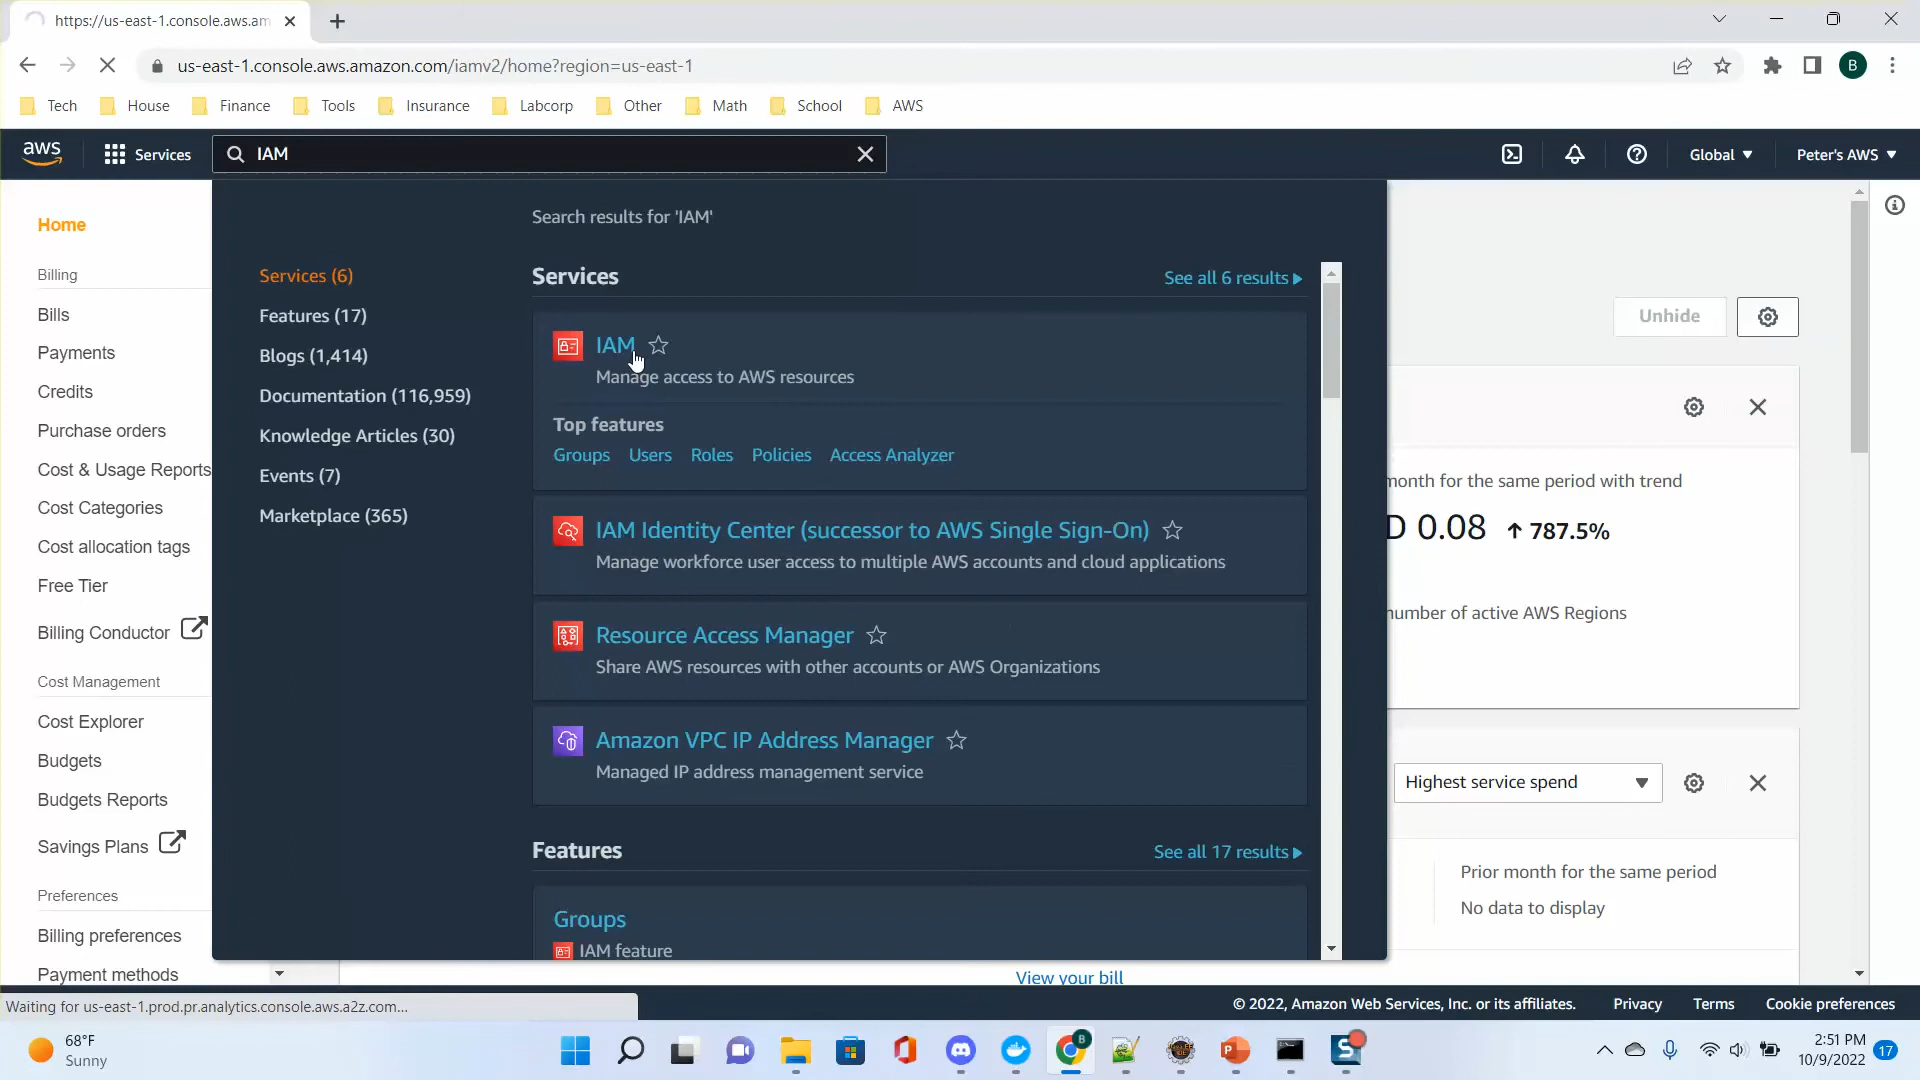 https://us-east-1.console.aws.am
us-east-1.console.aws.amazon.com/iamv2/home?region=us-east-1
B
Tech
House
Finance
Tools
Insurance
Labcorp
Other
Math
School
AWS
aws
Services
IAM
Global
Peter's AWS
Home
Billing
Bills
Payments
Credits
Purchase orders
Cost & Usage Reports
Cost Categories
Cost allocation tags
Free Tier
Billing Conductor
Cost Management
Cost Explorer
Budgets
Budgets Reports
Savings Plans
Preferences
Billing preferences
Payment methods
Services (6)
Features (17)
Blogs (1,414)
Documentation (116,959)
Knowledge Articles (30)
Events (7)
Marketplace (365)
Search results for 'IAM'
Services
See all 6 results
IAM
Manage access to AWS resources
Top features
Groups Users Roles Policies Access Analyzer
IAM Identity Center (successor to AWS Single Sign-On)
Manage workforce user access to multiple AWS accounts and cloud applications
Resource Access Manager
Share AWS resources with other accounts or AWS Organizations
Amazon VPC IP Address Manager
Managed IP address management service
Features
See all 17 results
Groups
IAM feature
Unhide
month for the same period with trend
D 0.08 ↑ 787.5%
number of active AWS Regions
Highest service spend
Prior month for the same period
No data to display
View your bill
Waiting for us-east-1.prod.pr.analytics.console.aws.a2z.com...
© 2022, Amazon Web Services, Inc. or its affiliates.
Privacy
Terms
Cookie preferences
68°F
Sunny
B
S
2:51 PM
10/9/2022
17